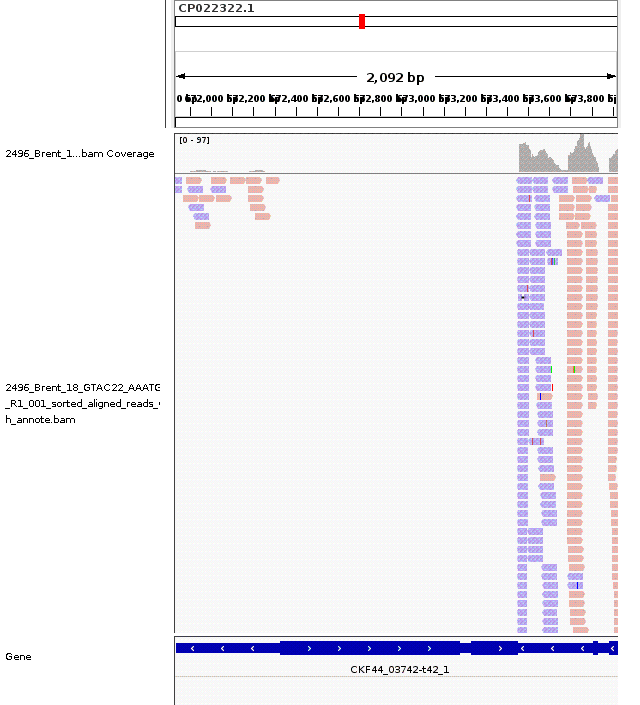 CP022322.1
2,092 bp
[0 - 97]
2496_Brent_1...bam Coverage
2496_Brent_18_GTAC22_AAATG
_R1_001_sorted_aligned_reads_
h_annote.bam
Gene
CKF44_03742-t42_1